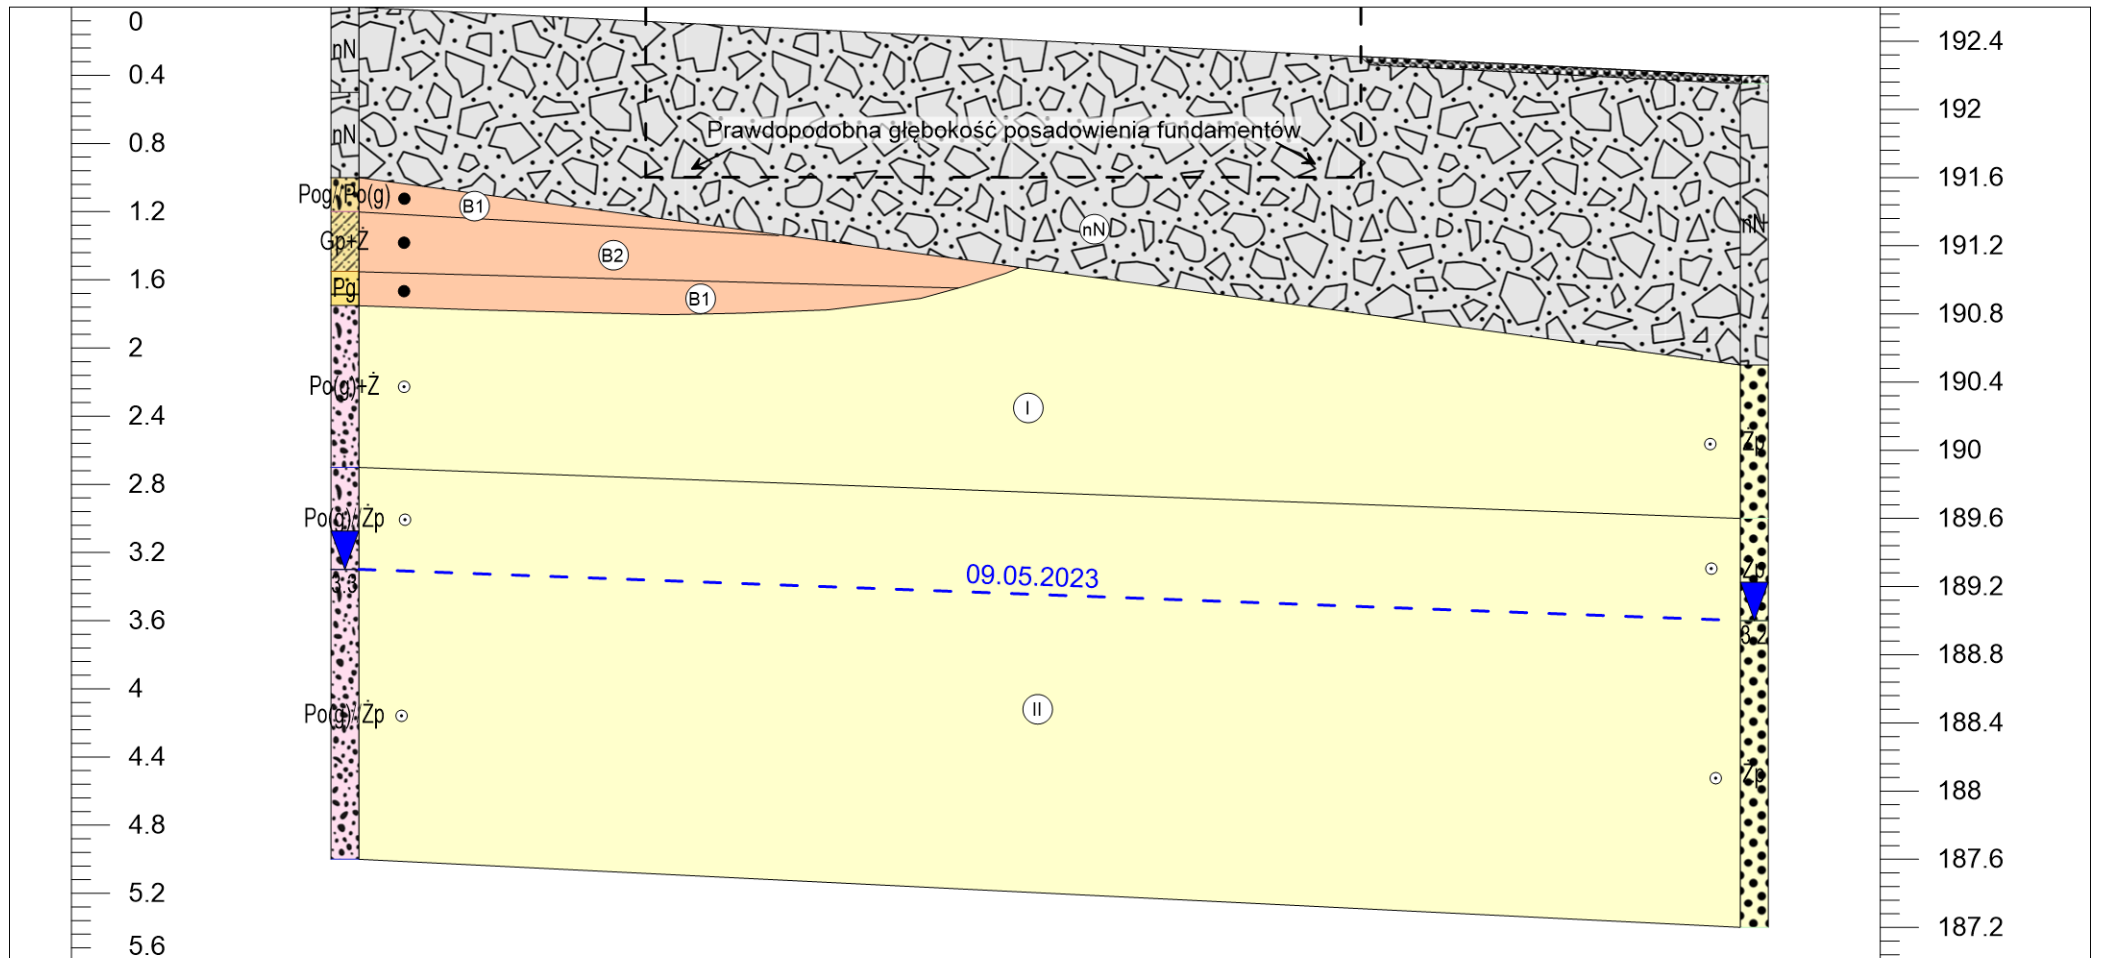 0
0.4
0.8
1.2
1.6
2
2.4
2.8
3.2
3.6
4
4.4
4.8
5.2
5.6
nN
nN
Pog/Po(g)
Gp+Ż
Pg
Po(g)+Ż
Po(g)/Żp
3.3
Po(g)/Żp
Prawdopodobna głębokość posadowienia fundamentów
B1
B2
B1
nN
I
09.05.2023
II
nN
Żp
Żp
3.2
Żp
192.4
192
191.6
191.2
190.8
190.4
190
189.6
189.2
188.8
188.4
188
187.6
187.2